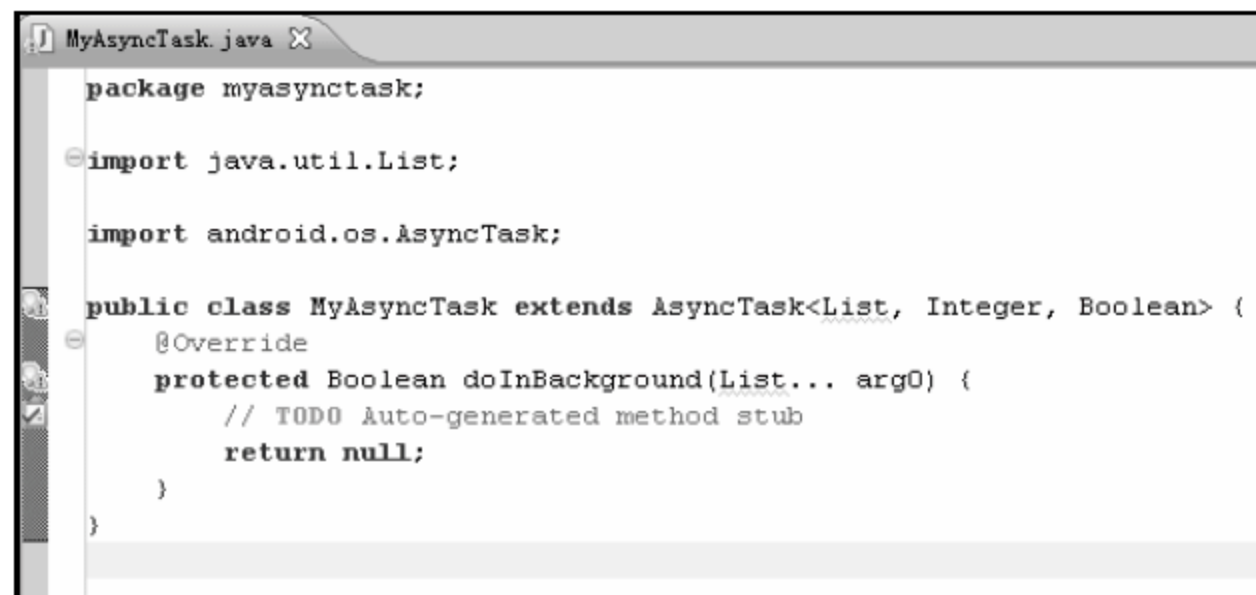 MyAsyncTask.java
package myasynctask;
import java.util.List;
import android.os.AsyncTask;
public class MyAsyncTask extends AsyncTask<List, Integer, Boolean> {
@Override
protected Boolean doInBackground(List... arg0) {
// TODO Auto-generated method stub
return null;
}
}